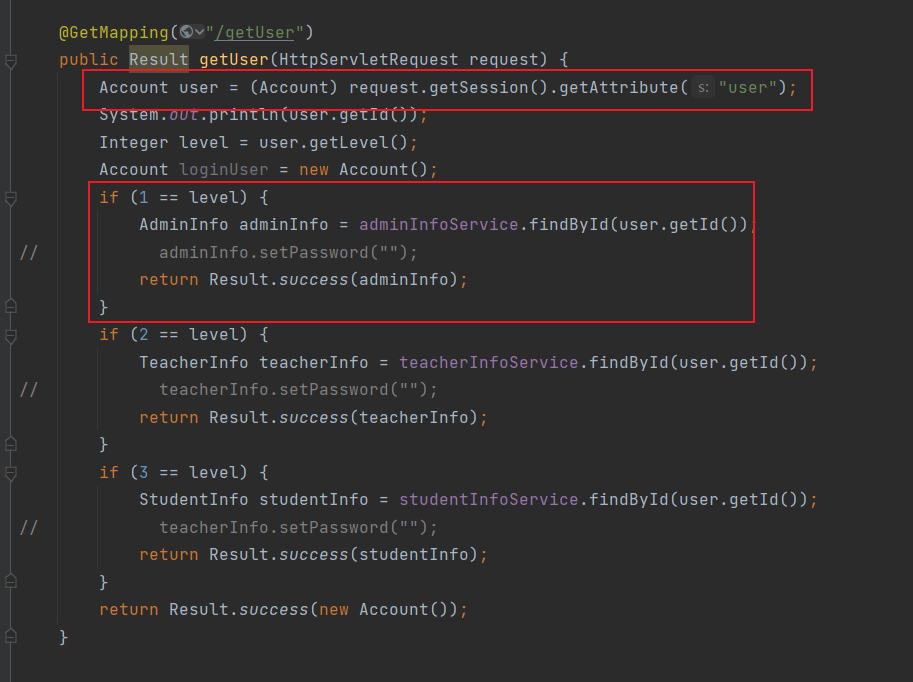 @GetMapping("/getUser")
public Result getUser(HttpServletRequest request) {
Account user = (Account) request.getSession().getAttribute( s: "user");
System.out.println(user.getId());
Integer level = user.getLevel();
Account loginUser = new Account();
if (1 == level) {
AdminInfo adminInfo = adminInfoService.findById(user.getId());
// adminInfo.setPassword("");
return Result.success(adminInfo);
}
if (2 == level) {
TeacherInfo teacherInfo = teacherInfoService.findById(user.getId());
// teacherInfo.setPassword("");
return Result.success(teacherInfo);
}
if (3 == level) {
StudentInfo studentInfo = studentInfoService.findById(user.getId());
// teacherInfo.setPassword("");
return Result.success(studentInfo);
}
return Result.success(new Account());
}